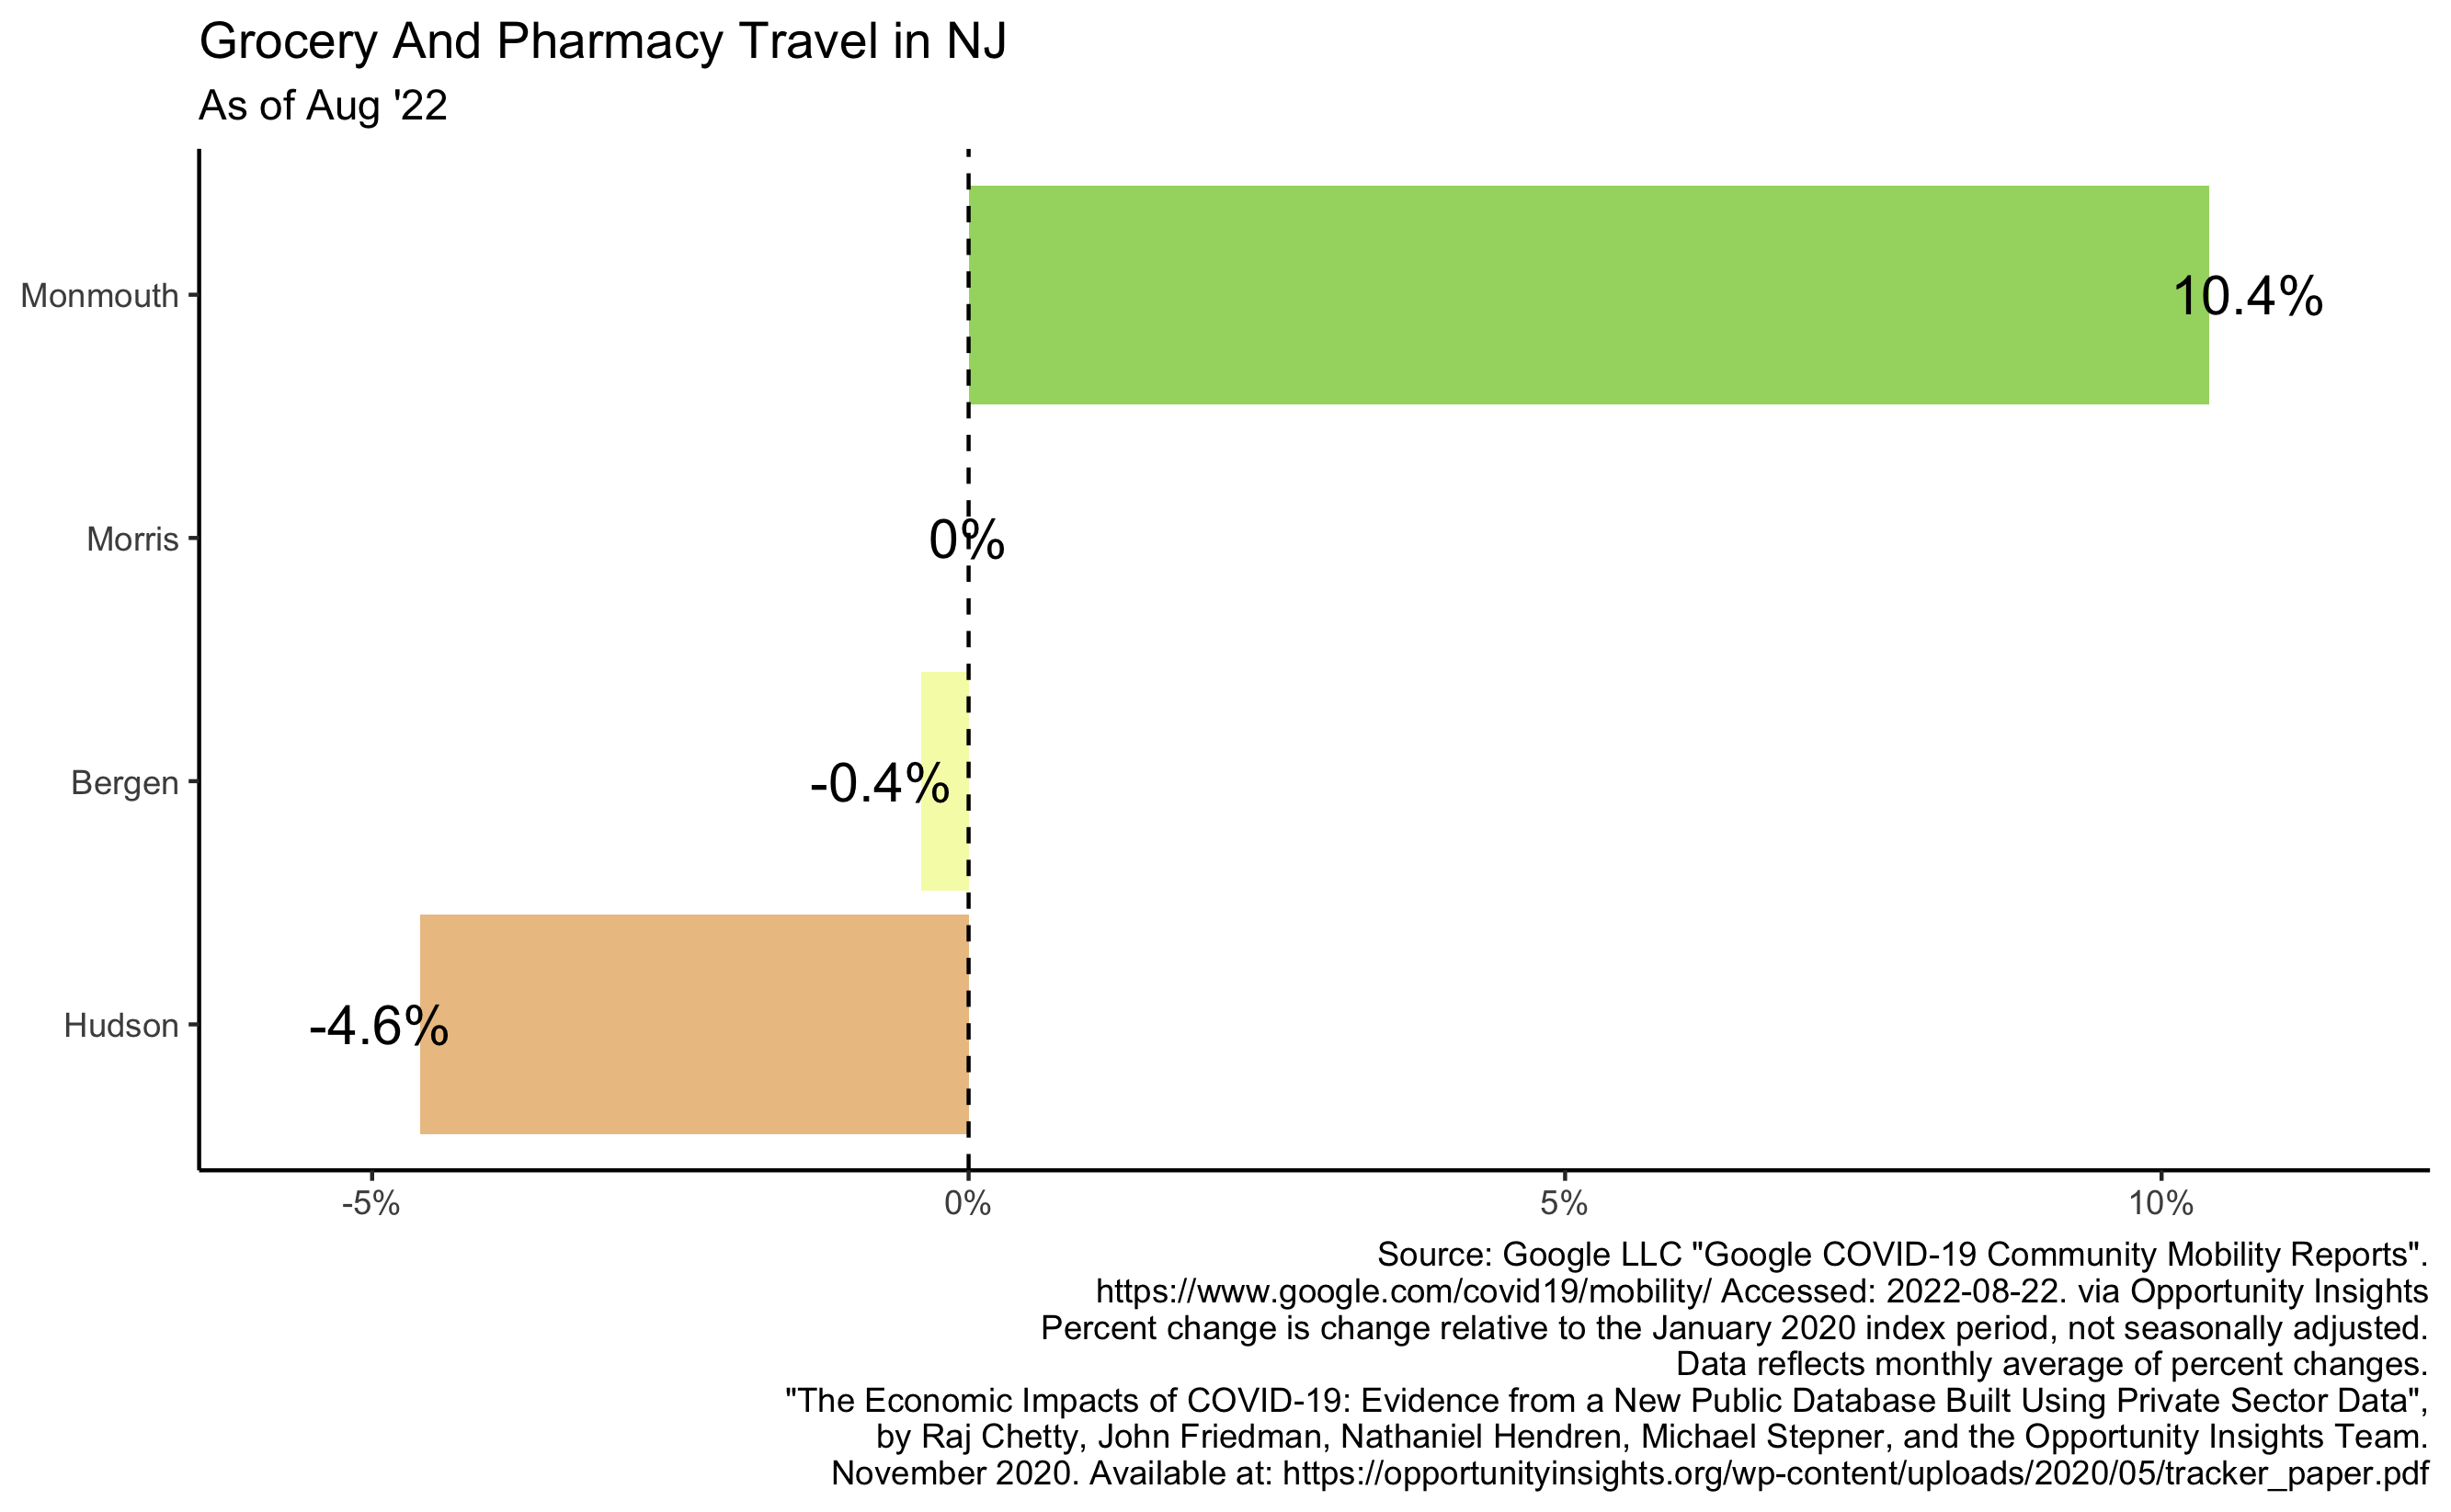 Grocery And Pharmacy Travel in NJ
As of Aug '22
Monmouth
10.4%
Morris
0%
Bergen
-0.4%
Hudson
-4.6%
-5%
0%
5%
10%
Source: Google LLC "Google COVID-19 Community Mobility Reports".
https://www.google.com/covid19/mobility/ Accessed: 2022-08-22. via Opportunity Insights
Percent change is change relative to the January 2020 index period, not seasonally adjusted.
Data reflects monthly average of percent changes.
"The Economic Impacts of COVID-19: Evidence from a New Public Database Built Using Private Sector Data",
by Raj Chetty, John Friedman, Nathaniel Hendren, Michael Stepner, and the Opportunity Insights Team.
November 2020. Available at: https://opportunityinsights.org/wp-content/uploads/2020/05/tracker_paper.pdf